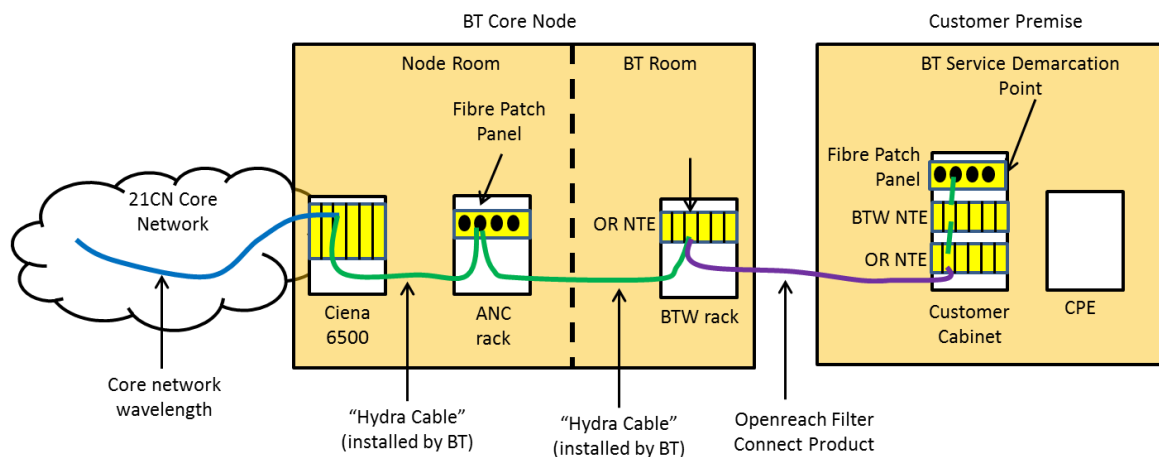 BT Core Node
Customer Premise
Node Room
BT Room
BT Service Demarcation
Point
Fibre Patch
Panel
Fibre Patch
Panel
21CN Core
Network
OR NTE
BTW NTE
OR NTE
Ciena
6500
ANC
rack
BTW rack
Customer
Cabinet
CPE
Core network
wavelength
“Hydra Cable”
(installed by BT)
“Hydra Cable”
(installed by BT)
Openreach Filter
Connect Product